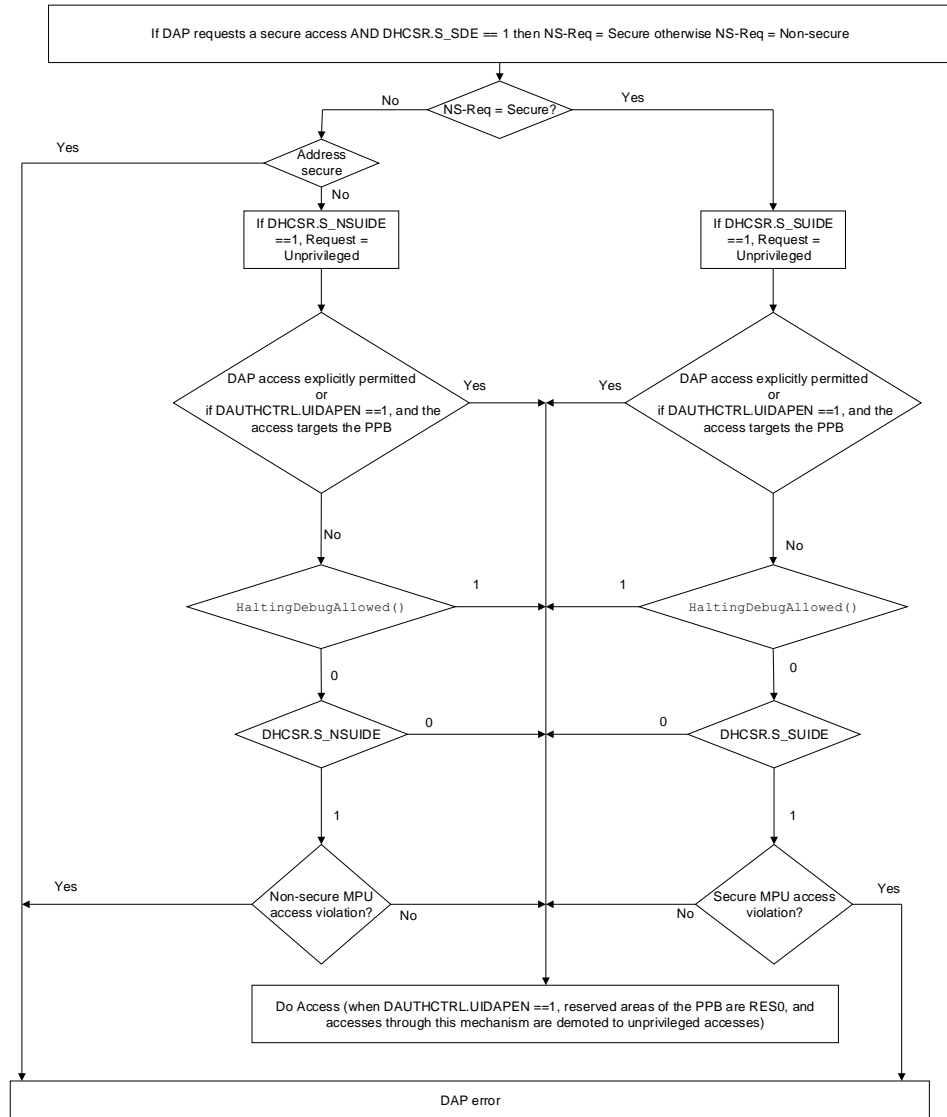 If DAP requests a secure access AND DHCSR.S_SDE == 1 then NS-Req = Secure otherwise NS-Req = Non-secure
No
NS-Req = Secure?
Yes
Yes
Address
secure
No
If DHCSR.S_NSUIDE
==1, Request =
Unprivileged
If DHCSR.S_SUIDE
==1, Request =
Unprivileged
DAP access explicitly permitted
or
if DAUTHCTRL.UIDAPEN ==1, and the
access targets the PPB
Yes
Yes
DAP access explicitly permitted
or
if DAUTHCTRL.UIDAPEN ==1, and the
access targets the PPB
No
No
HaltingDebugAllowed()
1
1
HaltingDebugAllowed()
0
0
DHCSR.S_NSUIDE
0
0
DHCSR.S_SUIDE
1
1
Yes
Non-secure MPU
access violation?
No
No
Secure MPU access
violation?
Yes
Do Access (when DAUTHCTRL.UIDAPEN ==1, reserved areas of the PPB are RES0, and
accesses through this mechanism are demoted to unprivileged accesses)
DAP error